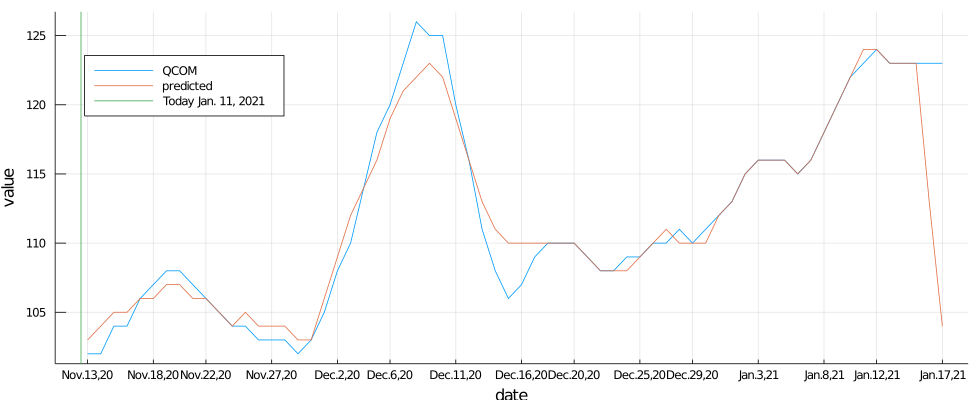 125
120
115
110
105
value
QCOM
predicted
Today Jan. 11, 2021
Nov.13,20 Nov.18,20 Nov.22,20 Nov.27,20 Dec.2,20 Dec.6,20 Dec.11,20 Dec.16,20 Dec.20,20 Dec.25,20 Dec.29,20 Jan.3,21 Jan.8,21 Jan.12,21 Jan.17,21
date